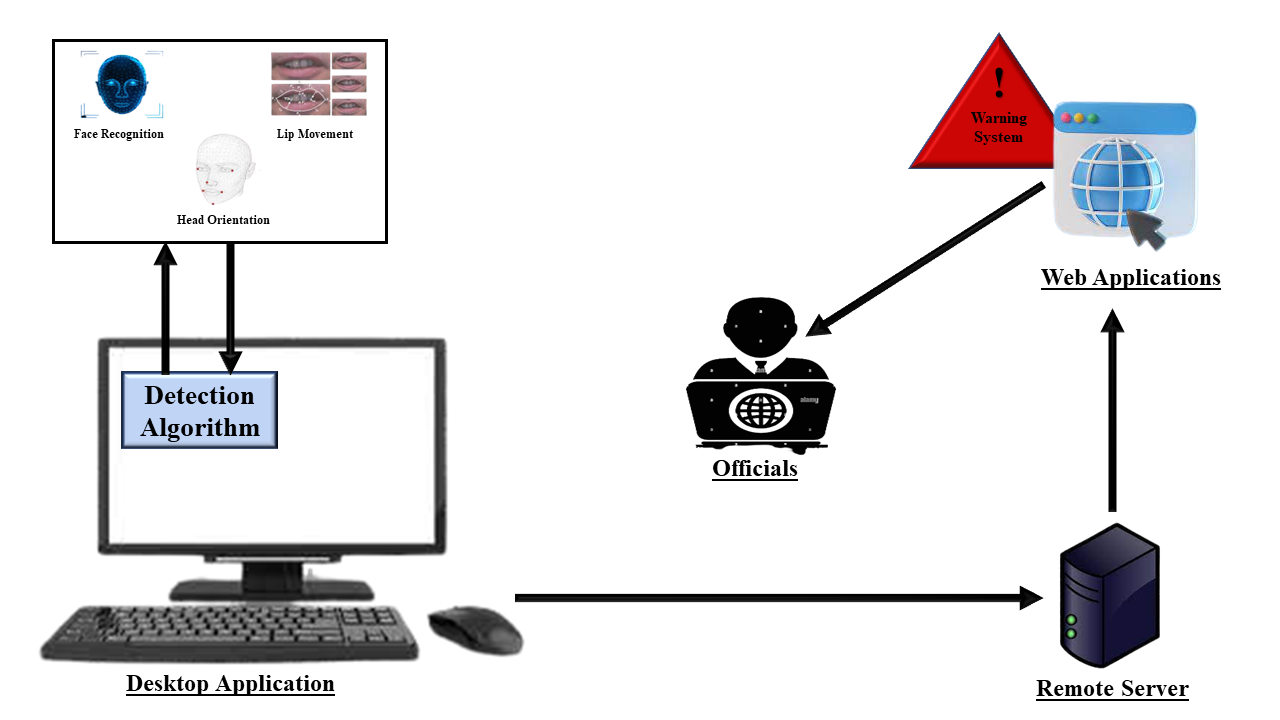 Face Recognition
Lip Movement
Head Orientation
!
Warning
System
Web Applications
Detection
Algorithm
alamy
Officials
Desktop Application
Remote Server